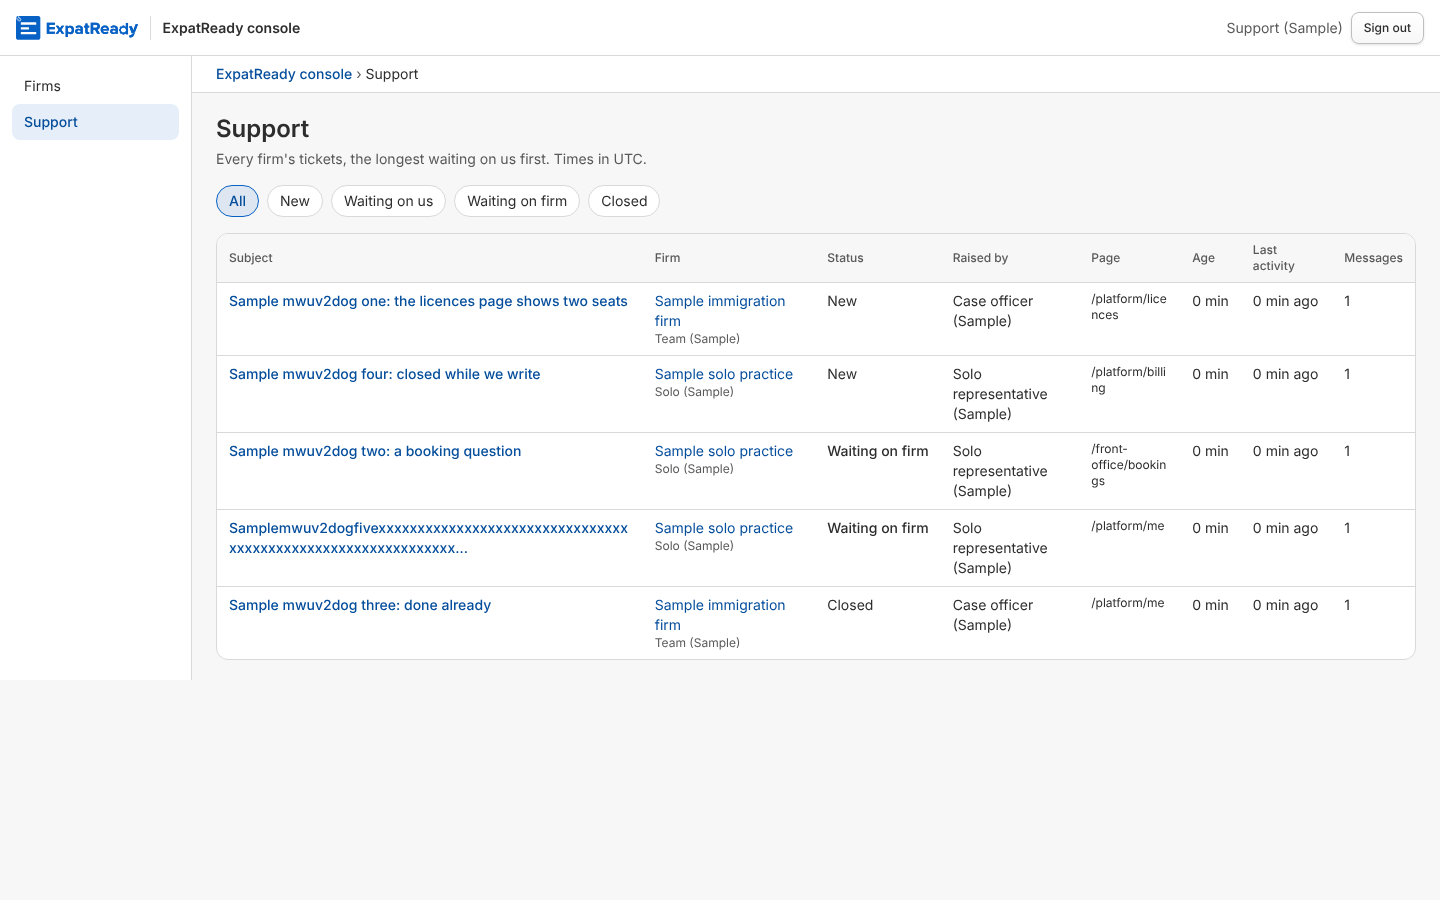 ExpatReady
ExpatReady console
Support (Sample)
Sign out
Firms
Support
ExpatReady console › Support
Support
Every firm's tickets, the longest waiting on us first. Times in UTC.
All
New
Waiting on us
Waiting on firm
Closed
Subject
Firm
Status
Raised by
Page
Age
Last
activity
Messages
Sample mwuv2dog one: the licences page shows two seats
Sample immigration
firm
Team (Sample)
New
Case officer
(Sample)
/platform/lice
nces
0 min
0 min ago
1
Sample mwuv2dog four: closed while we write
Sample solo practice
Solo (Sample)
New
Solo
representative
(Sample)
/platform/billi
ng
0 min
0 min ago
1
Sample mwuv2dog two: a booking question
Sample solo practice
Solo (Sample)
Waiting on firm
Solo
representative
(Sample)
/front-
office/bookin
gs
0 min
0 min ago
1
Samplemwuv2dogfivexxxxxxxxxxxxxxxxxxxxxxxxxxxxxxxx
xxxxxxxxxxxxxxxxxxxxxxxxxxxxx...
Sample solo practice
Solo (Sample)
Waiting on firm
Solo
representative
(Sample)
/platform/me
0 min
0 min ago
1
Sample mwuv2dog three: done already
Sample immigration
firm
Team (Sample)
Closed
Case officer
(Sample)
/platform/me
0 min
0 min ago
1